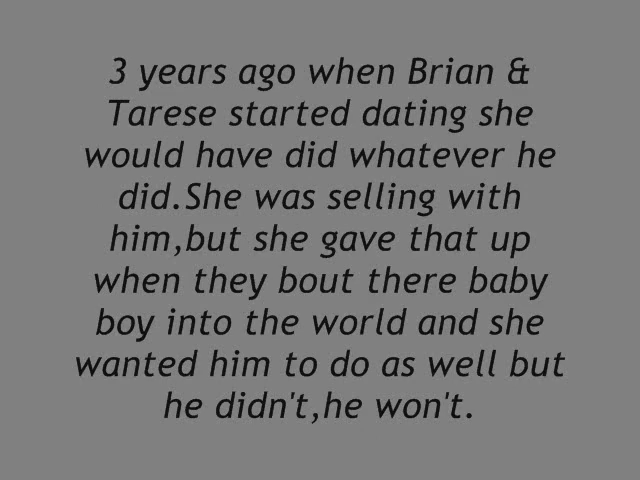 3 years ago when Brian &
Tarese started dating she
would have did whatever he
did.She was selling with
him,but she gave that up
when they bout there baby
boy into the world and she
wanted him to do as well but
he didn't,he won't.